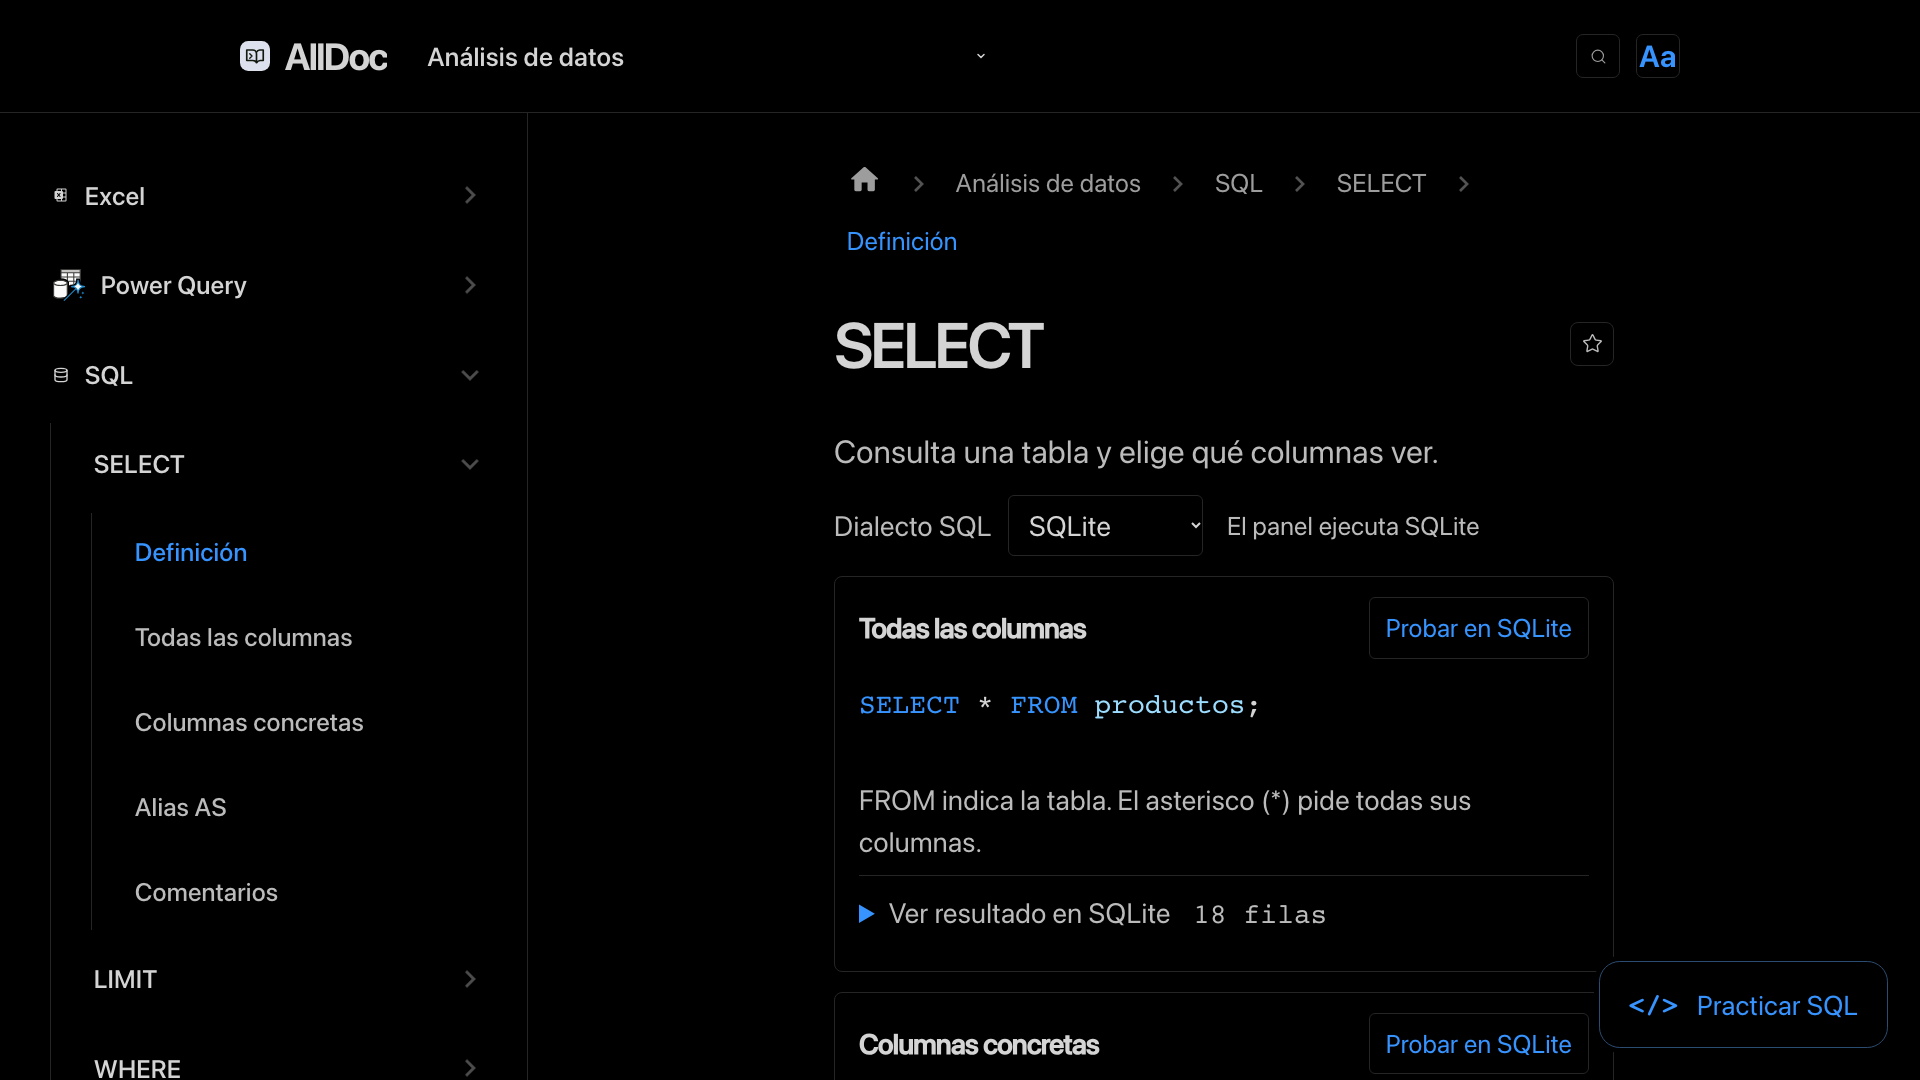 AllDoc
Análisis de datos
Aa
Excel
Power Query
SQL
SELECT
Definición
Todas las columnas
Columnas concretas
Alias AS
Comentarios
LIMIT
WHERE
Análisis de datos > SQL > SELECT >
Definición
SELECT
Consulta una tabla y elige qué columnas ver.
Dialecto SQL SQLite El panel ejecuta SQLite
Todas las columnas Probar en SQLite
SELECT * FROM productos;
FROM indica la tabla. El asterisco (*) pide todas sus
columnas.
Ver resultado en SQLite 18 filas
Columnas concretas Probar en SQLite
</> Practicar SQL